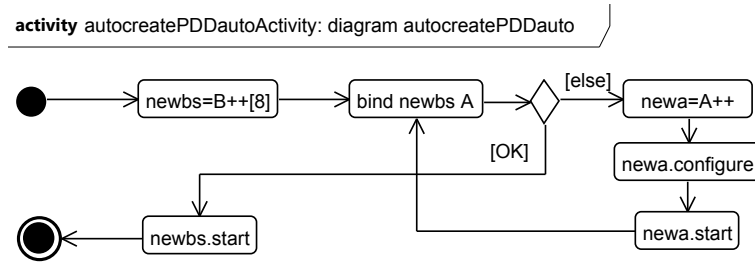 activity autocreatePDDautoActivity: diagram autocreatePDDauto
newbs=B++[8]
bind newbs A
[else]
newa=A++
[OK]
newa.configure
newbs.start
newa.start